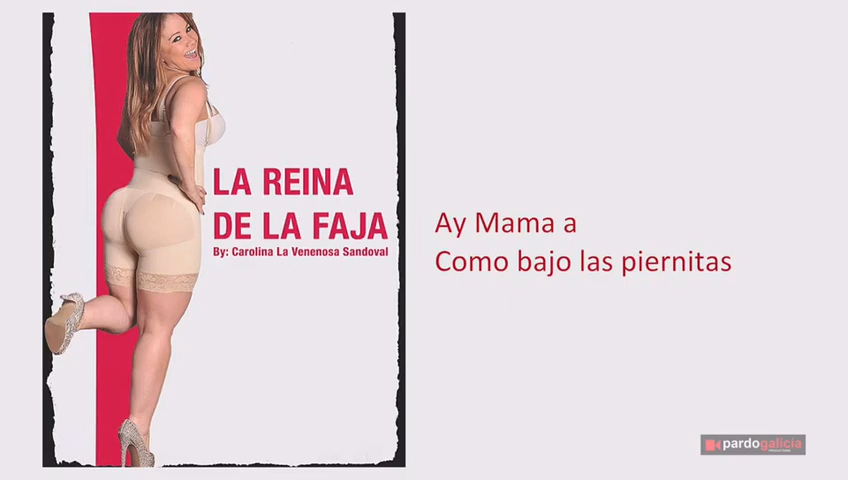 LA REINA
DE LA FAJA
By: Carolina La Venenosa Sandoval
Ay Mama a
Como bajo las piernitas
pardogalicia